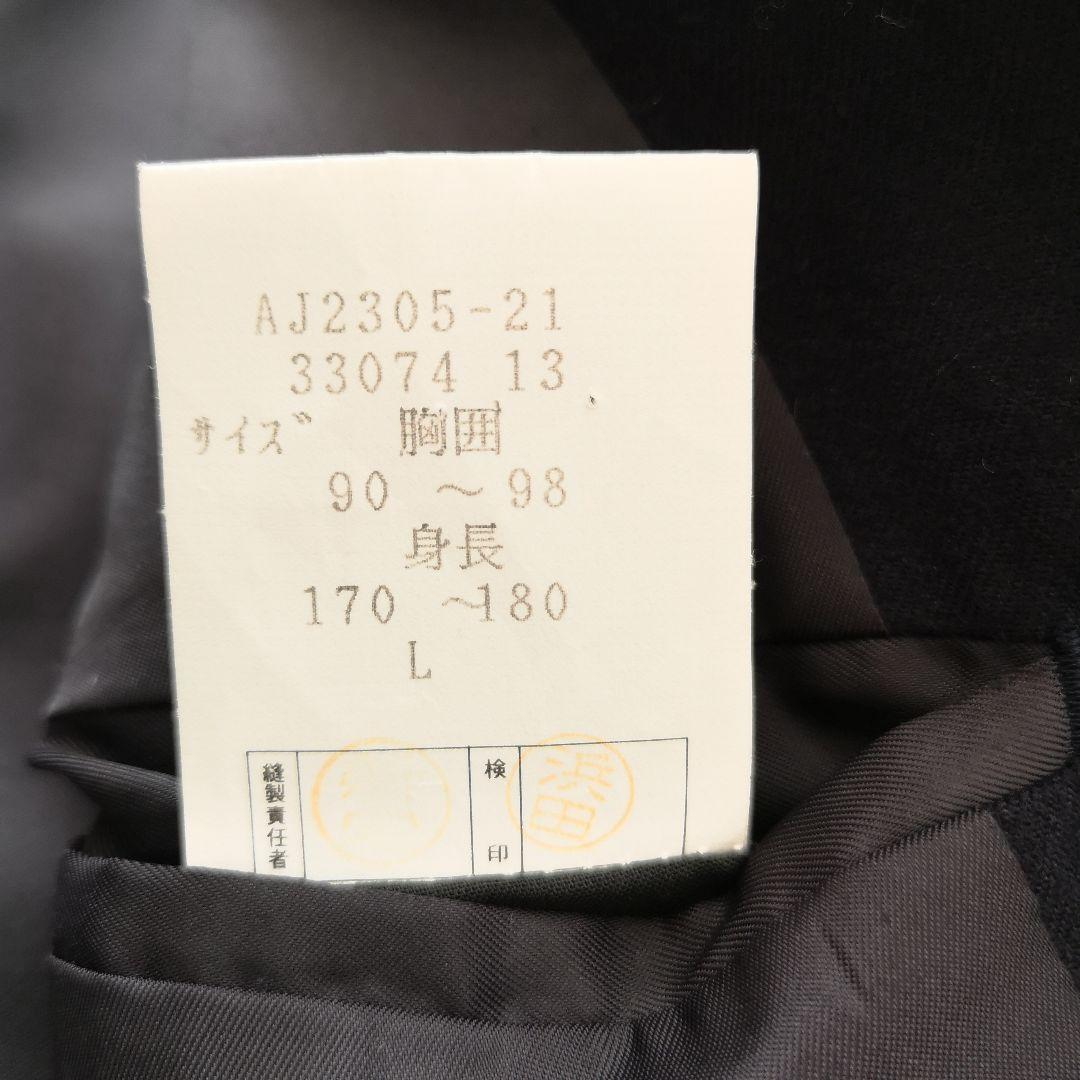 AJ2305-21
33074 13
サイズ 胸囲
90 ～98
身長
170 ～180
L
縫製責任者
検印
浜田